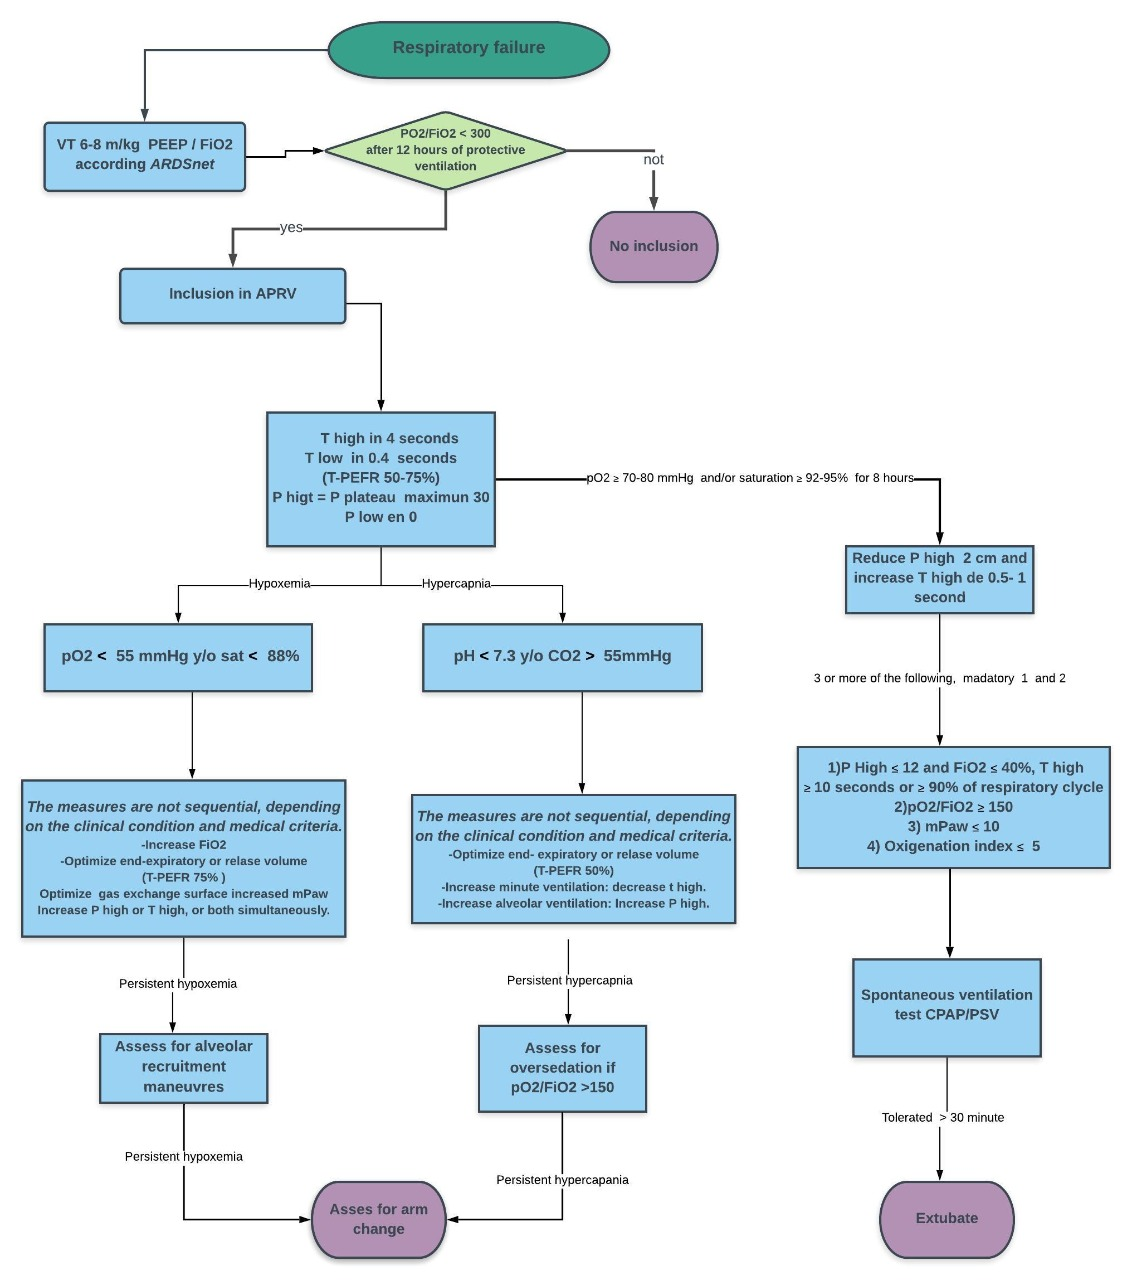 Respiratory failure
VT 6-8 m/kg PEEP / FiO2
according ARDSnet
PO2/FiO2 < 300
after 12 hours of protective
ventilation
not
No inclusion
yes
Inclusion in APRV
T high in 4 seconds
T low in 0.4 seconds
(T-PEFR 50-75%)
P higt = P plateau maximun 30
P low en 0
pO2 ≥ 70-80 mmHg and/or saturation ≥ 92-95% for 8 hours
Reduce P high 2 cm and
increase T high de 0.5- 1
second
Hypoxemia
Hypercapnia
pO2 < 55 mmHg y/o sat < 88%
pH < 7.3 y/o CO2 > 55mmHg
3 or more of the following, madatory 1 and 2
1)P High ≤ 12 and FiO2 ≤ 40%, T high
≥ 10 seconds or ≥ 90% of respiratory clycle
2)pO2/FiO2 ≥ 150
3) mPaw ≤ 10
4) Oxigenation index ≤ 5
The measures are not sequential, depending
on the clinical condition and medical criteria.
-Increase FiO2
-Optimize end-expiratory or relase volume
(T-PEFR 75% )
Optimize gas exchange surface increased mPaw
Increase P high or T high, or both simultaneously.
The measures are not sequential, depending
on the clinical condition and medical criteria.
-Optimize end- expiratory or relase volume
(T-PEFR 50%)
-Increase minute ventilation: decrease t high.
-Increase alveolar ventilation: Increase P high.
Persistent hypoxemia
Persistent hypercapnia
Spontaneous ventilation
test CPAP/PSV
Assess for alveolar
recruitment
maneuvres
Assess for
oversedation if
pO2/FiO2 >150
Tolerated > 30 minute
Persistent hypoxemia
Persistent hypercapania
Asses for arm
change
Extubate